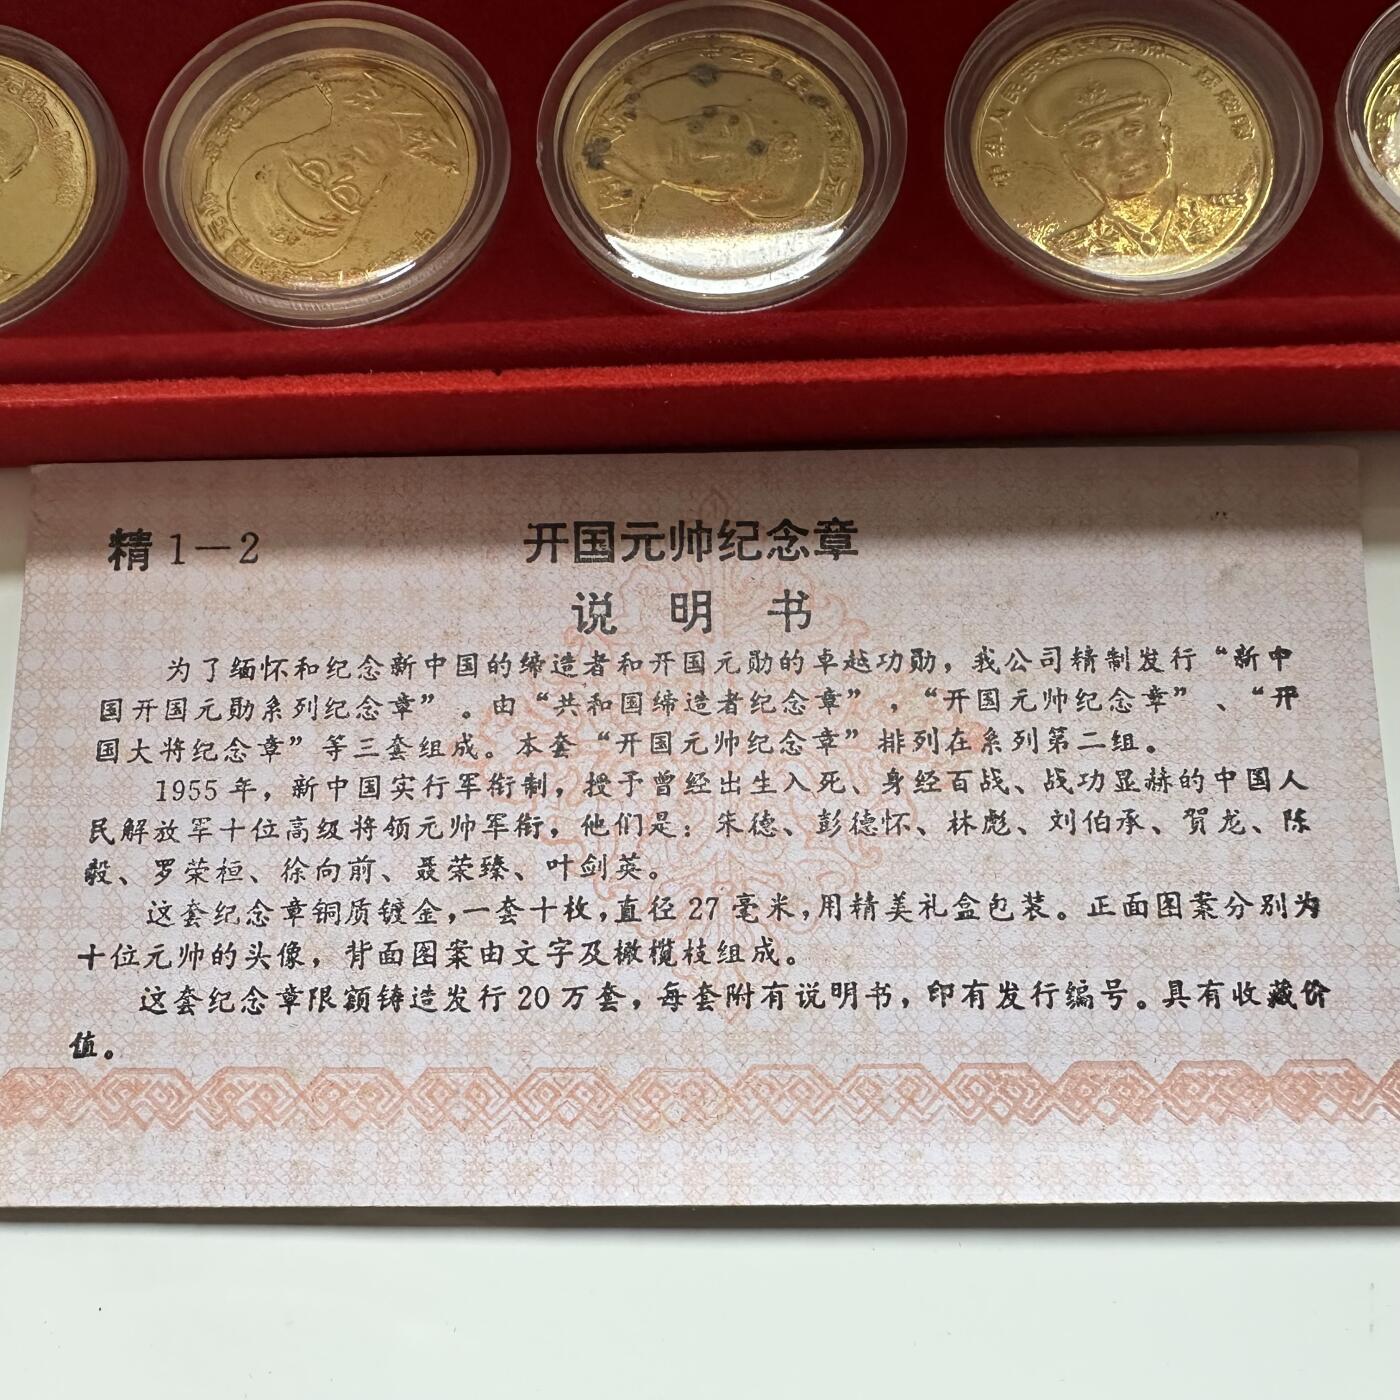 精1－2
开国元帅纪念章
说 明 书
为了缅怀和纪念新中国的缔造者和开国元勋的卓越功勋，我公司精制发行“新中
国开国元勋系列纪念章”。由“共和国缔造者纪念章”，“开国元帅纪念章”、“开
国大将纪念章”等三套组成。本套“开国元帅纪念章”排列在系列第二组。
1955年，新中国实行军衔制，授予曾经出生入死、身经百战、战功显赫的中国人
民解放军十位高级将领元帅军衔，他们是：朱德、彭德怀、林彪、刘伯承、贺龙、陈
毅、罗荣桓、徐向前、聂荣臻、叶剑英。
这套纪念章铜质镀金，一套十枚，直径27毫米，用精美礼盒包装。正面图案分别为
十位元帅的头像，背面图案由文字及橄榄枝组成。
这套纪念章限额铸造发行20万套，每套附有说明书，印有发行编号。具有收藏价
值。